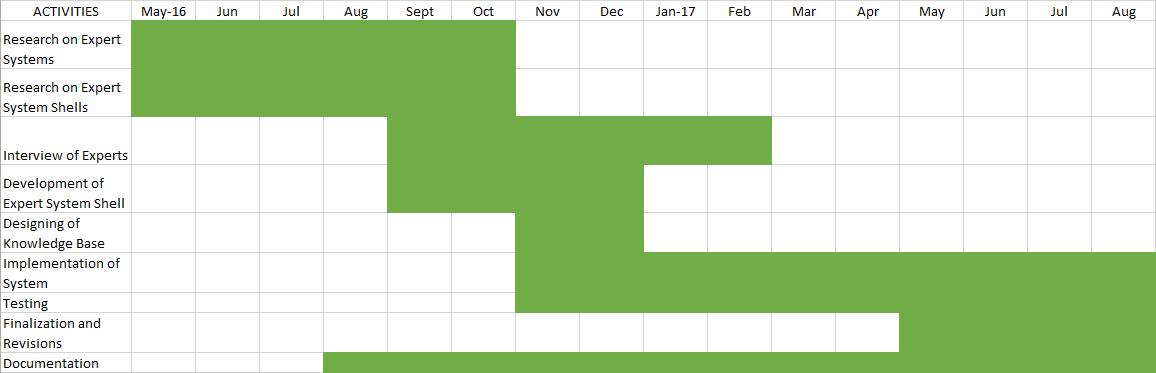 ACTIVITIES May-16 Jun Jul Aug Sept Oct Nov Dec Jan-17 Feb Mar Apr May Jun Jul Aug
Research on Expert
Systems
Research on Expert
System Shells
Interview of Experts
Development of
Expert System Shell
Designing of
Knowledge Base
Implementation of
System
Testing
Finalization and
Revisions
Documentation